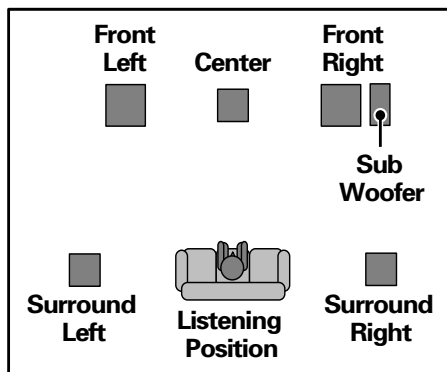 Front
Left
Center
Front
Right
Sub
Woofer
Surround
Left
Listening
Position
Surround
Right